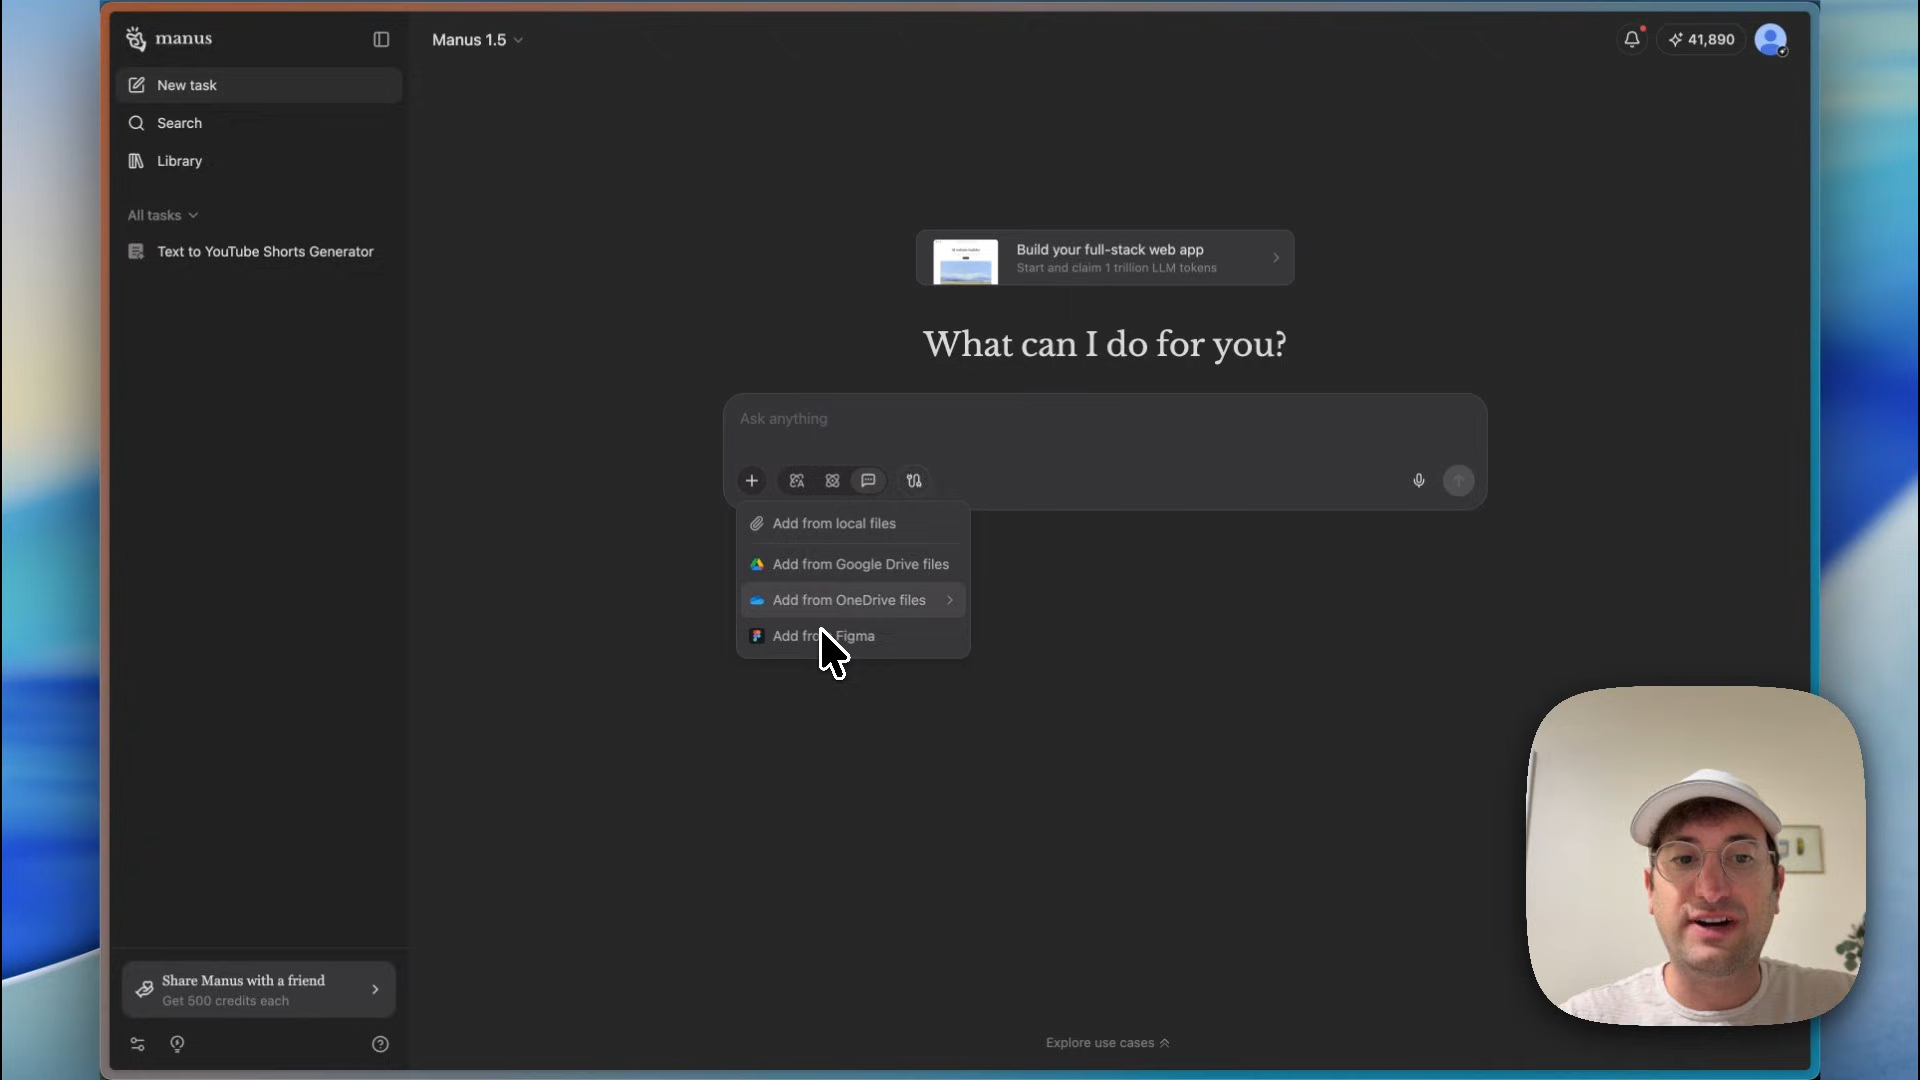 manus
New task
Search
Library
All tasks
Text to YouTube Shorts Generator
Share Manus with a friend
Get 500 credits each
Manus 1.5
41,890
Build your full-stack web app
Start and claim 1 trillion LLM tokens
What can I do for you?
Ask anything
Add from local files
Add from Google Drive files
Add from OneDrive files
Add from Figma
Explore use cases